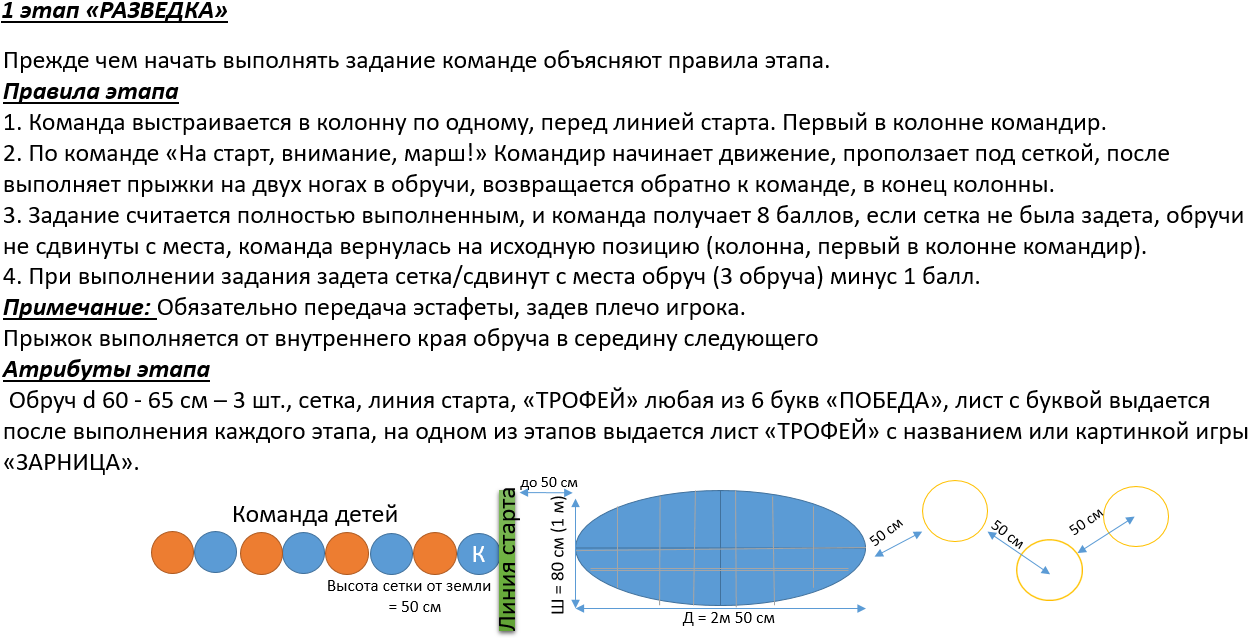 1 этап «РАЗВЕДКА»
Прежде чем начать выполнять задание команде объясняют правила этапа.
Правила этапа
1. Команда выстраивается в колонну по одному, перед линией старта. Первый в колонне командир.
2. По команде «На старт, внимание, марш!» Командир начинает движение, проползает под сеткой, после
выполняет прыжки на двух ногах в обручи, возвращается обратно к команде, в конец колонны.
3. Задание считается полностью выполненным, и команда получает 8 баллов, если сетка не была задета, обручи
не сдвинуты с места, команда вернулась на исходную позицию (колонна, первый в колонне командир).
4. При выполнении задания задета сетка/сдвинут с места обруч (3 обруча) минус 1 балл.
Примечание: Обязательно передача эстафеты, задев плечо игрока.
Прыжок выполняется от внутреннего края обруча в середину следующего
Атрибуты этапа
Обруч d 60 - 65 см – 3 шт., сетка, линия старта, «ТРОФЕЙ» любая из 6 букв «ПОБЕДА», лист с буквой выдается
после выполнения каждого этапа, на одном из этапов выдается лист «ТРОФЕЙ» с названием или картинкой игры
«ЗАРНИЦА».
Команда детей
К
Высота сетки от земли
= 50 см
Линия старта
до 50 см
Ш = 80 см (1 м)
Д = 2м 50 см
50 см
50 см
50 см